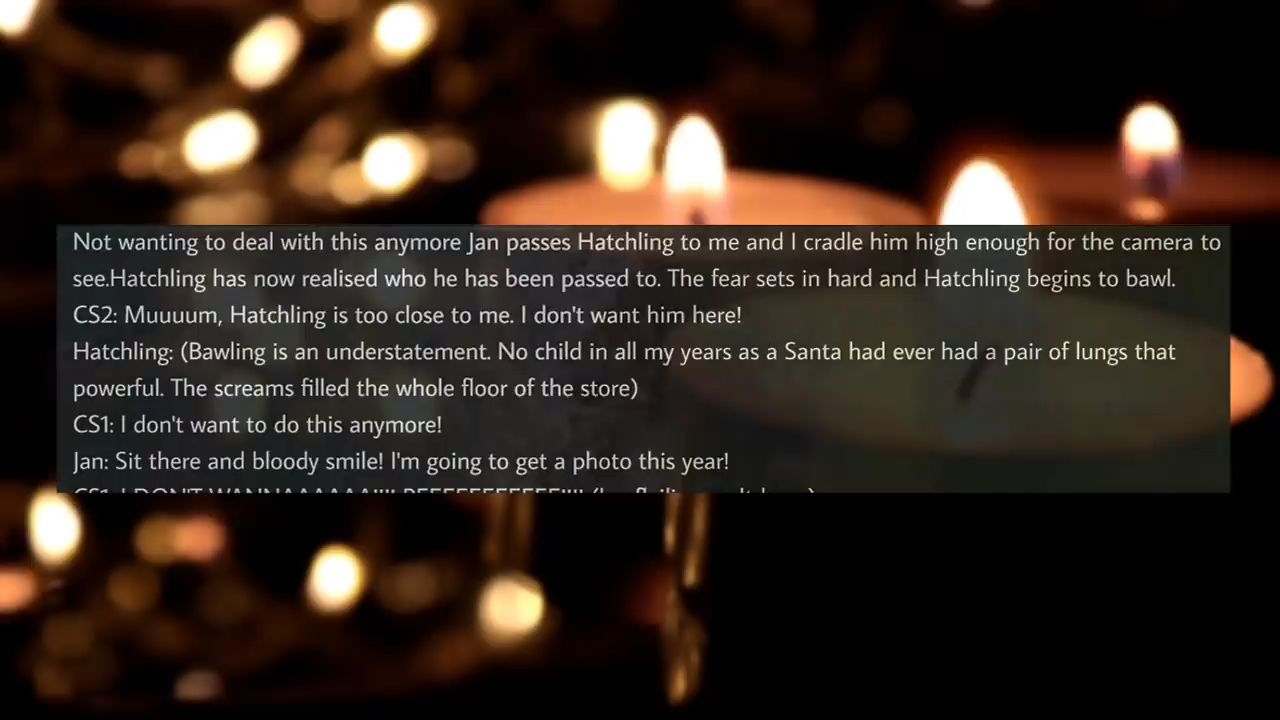 Not wanting to deal with this anymore Jan passes Hatchling to me and I cradle him high enough for the camera to
see.Hatchling has now realised who he has been passed to. The fear sets in hard and Hatchling begins to bawl.
CS2: Muuuum, Hatchling is too close to me. I don't want him here!
Hatchling: (Bawling is an understatement. No child in all my years as a Santa had ever had a pair of lungs that
powerful. The screams filled the whole floor of the store)
CS1: I don't want to do this anymore!
Jan: Sit there and bloody smile! I'm going to get a photo this year!